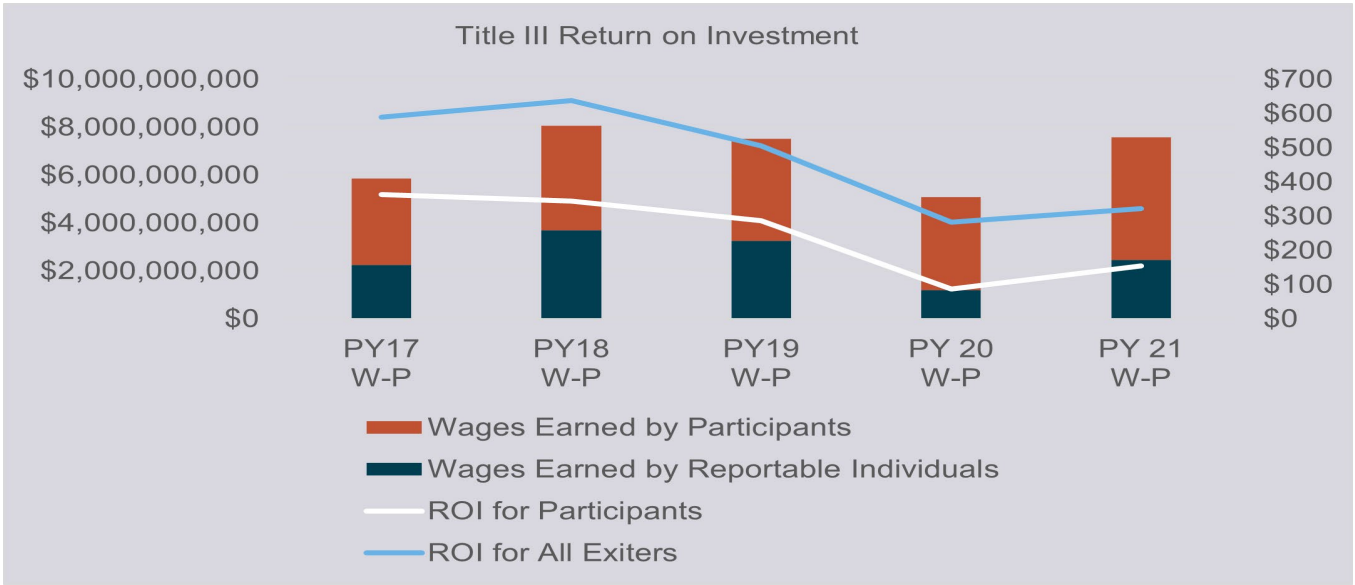 Title III Return on Investment
$10,000,000,000
$8,000,000,000
$6,000,000,000
$4,000,000,000
$2,000,000,000
$0
$700
$600
$500
$400
$300
$200
$100
$0
PY17 PY18 PY19 PY 20 PY 21
W-P W-P W-P W-P W-P
Wages Earned by Participants
Wages Earned by Reportable Individuals
ROI for Participants
ROI for All Exiters